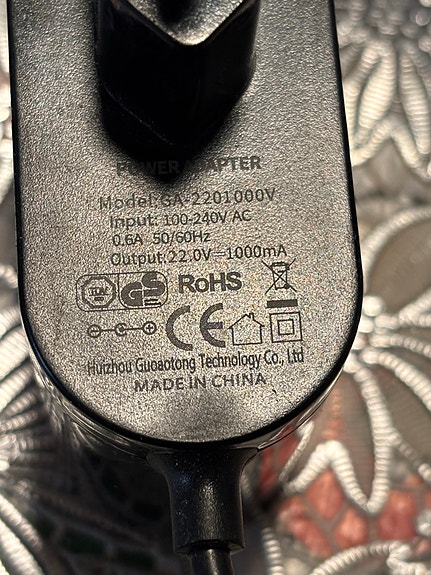 POWER ADAPTER
Model:GA-2201000V
Input: 100-240V AC
0.6A 50/60Hz
Output:22.0V⎓1000mA
GS RoHS
CE
Huizhou Guoaotong Technology Co., Ltd
MADE IN CHINA